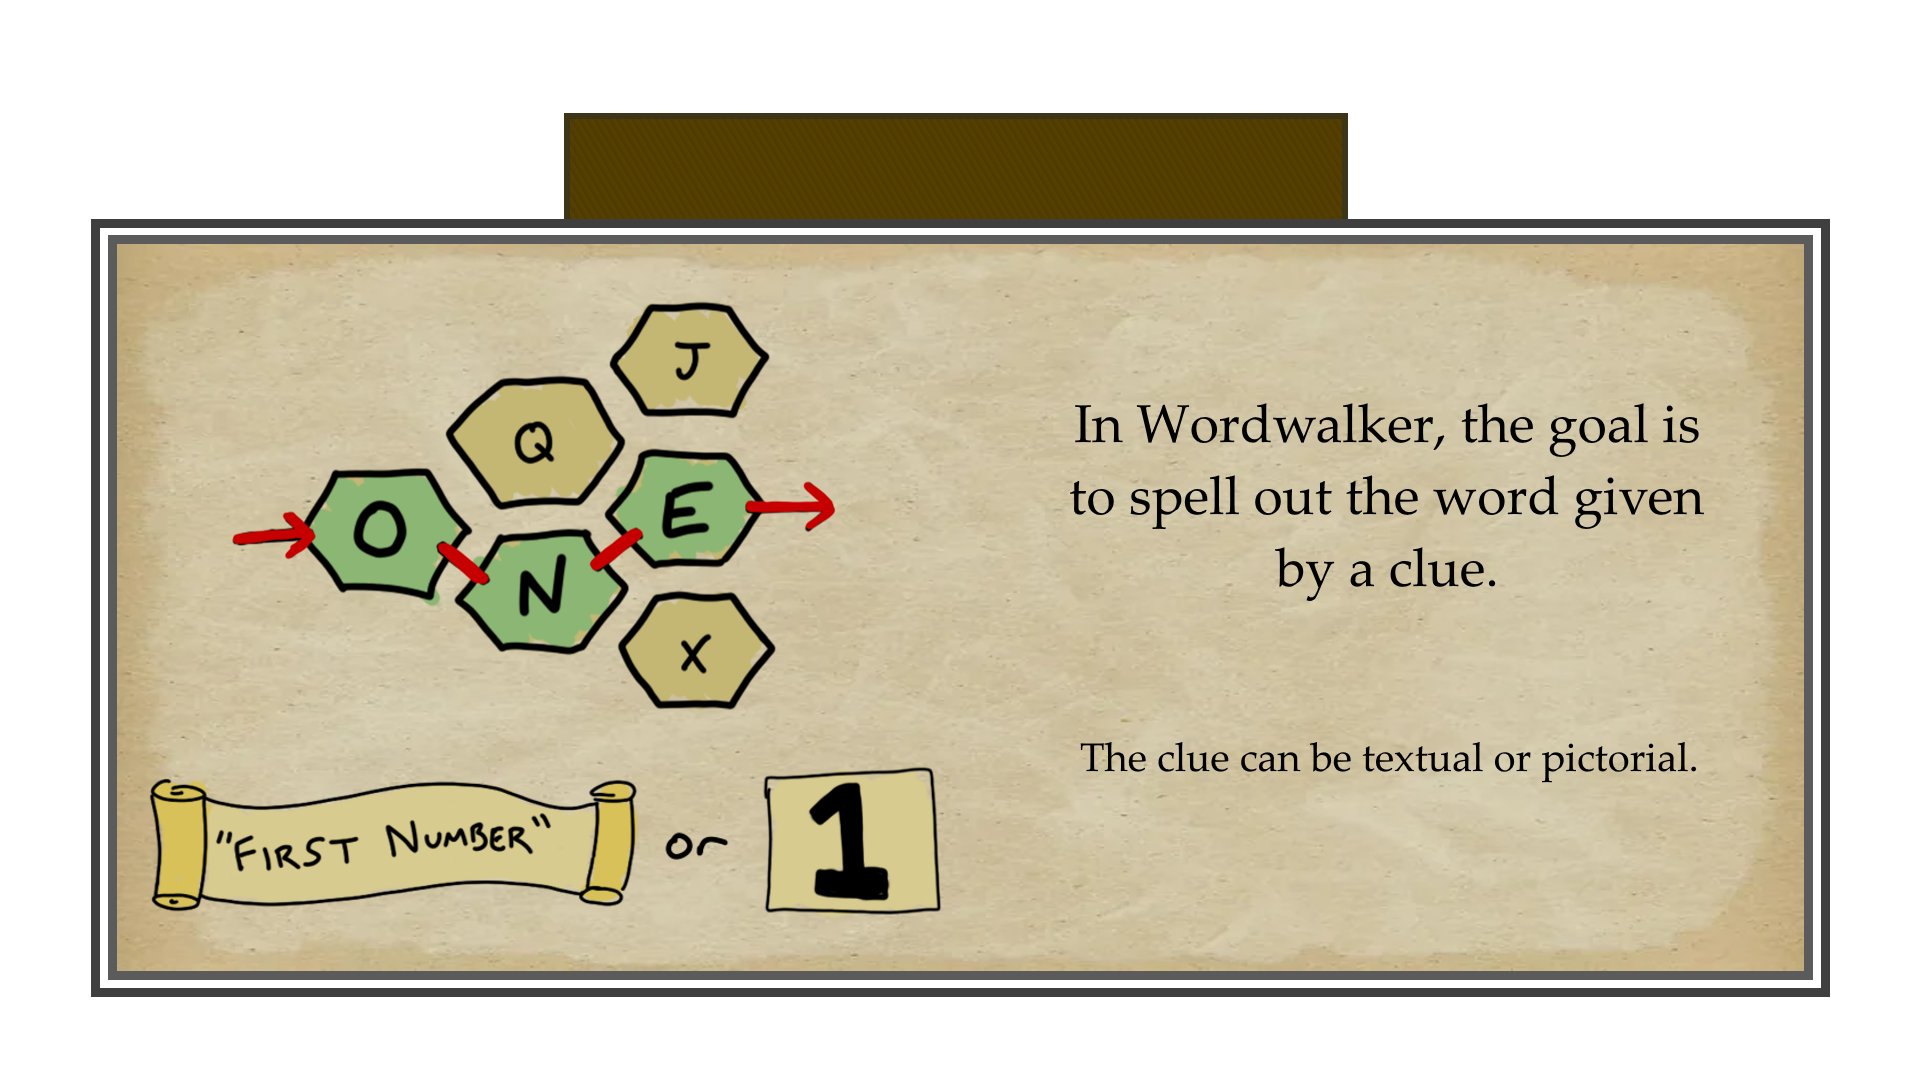 J
Q
O
E
N
X
In Wordwalker, the goal is
to spell out the word given
by a clue.
The clue can be textual or pictorial.
"FIRST NUMBER" or 1